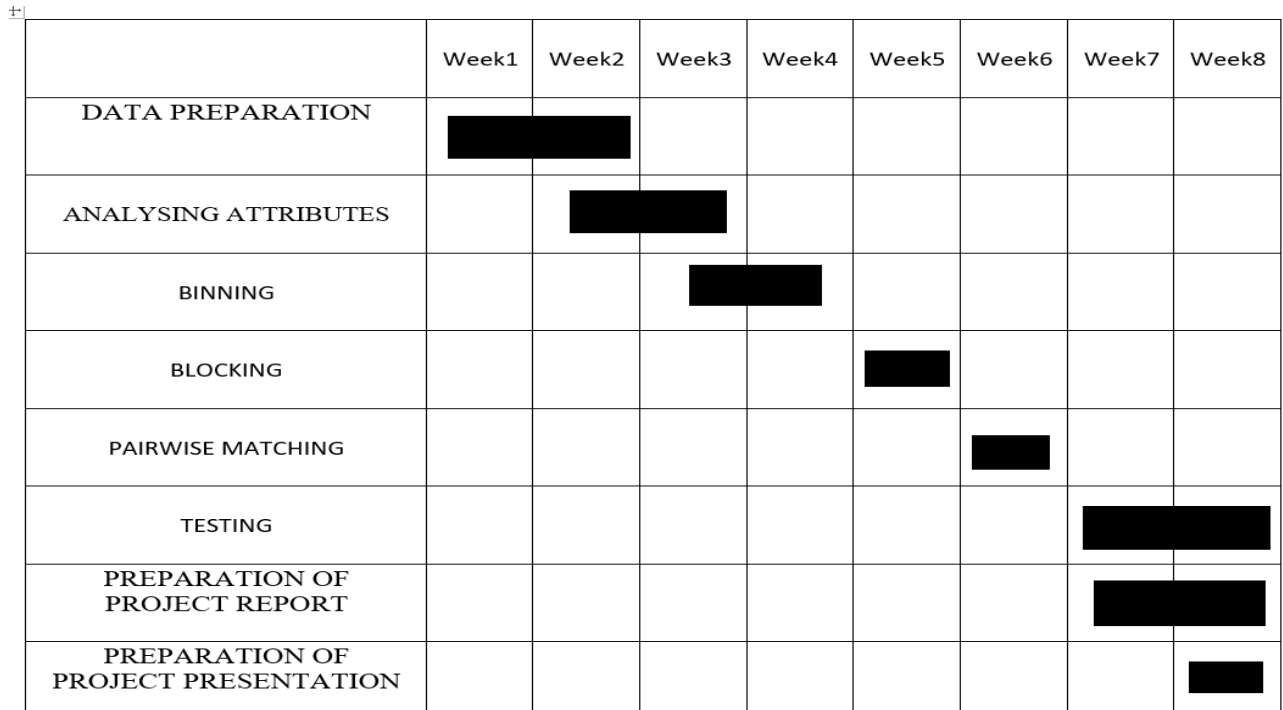 Week1 Week2 Week3 Week4 Week5 Week6 Week7 Week8
DATA PREPARATION
ANALYSING ATTRIBUTES
BINNING
BLOCKING
PAIRWISE MATCHING
TESTING
PREPARATION OF
PROJECT REPORT
PREPARATION OF
PROJECT PRESENTATION